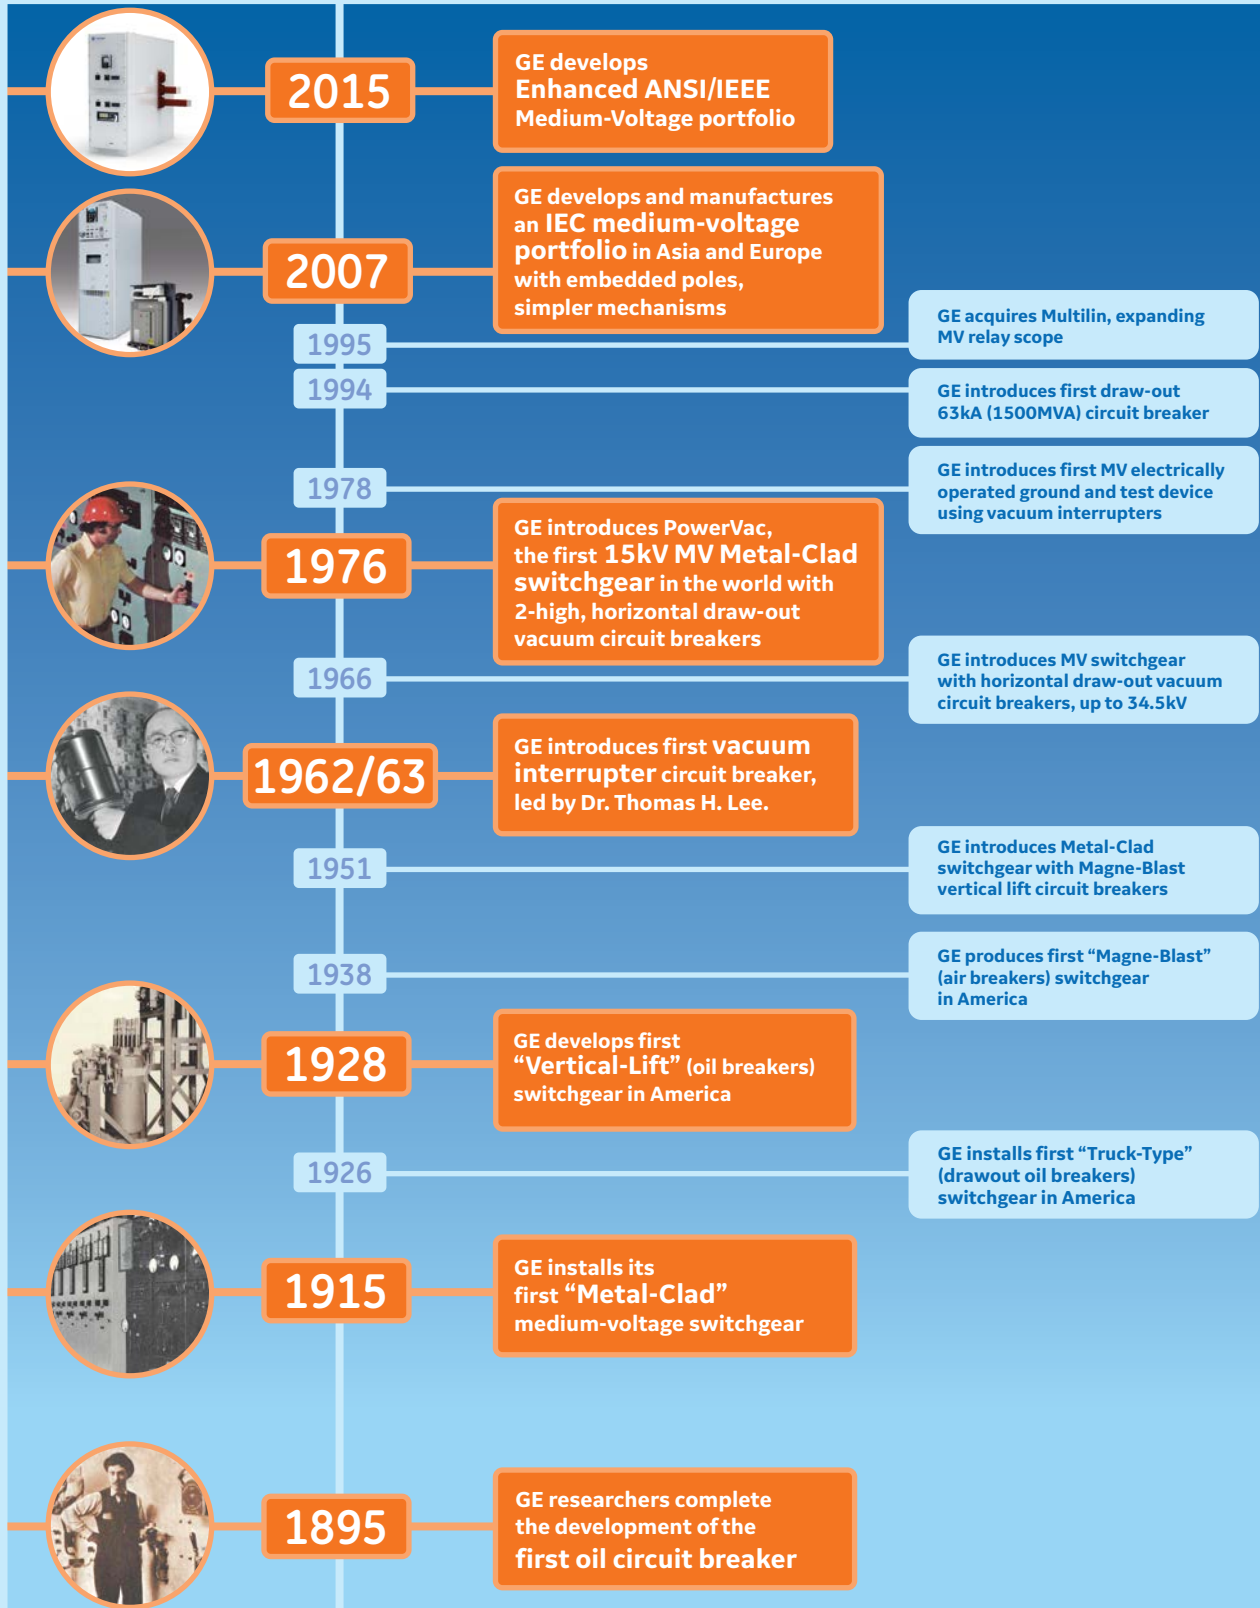 2015
GE develops
Enhanced ANSI/IEEE
Medium-Voltage portfolio
2007
GE develops and manufactures
an IEC medium-voltage
portfolio in Asia and Europe
with embedded poles,
simpler mechanisms
1995
GE acquires Multilin, expanding
MV relay scope
1994
GE introduces first draw-out
63kA (1500MVA) circuit breaker
1978
GE introduces first MV electrically
operated ground and test device
using vacuum interrupters
1976
GE introduces PowerVac,
the first 15kV MV Metal-Clad
switchgear in the world with
2-high, horizontal draw-out
vacuum circuit breakers
1966
GE introduces MV switchgear
with horizontal draw-out vacuum
circuit breakers, up to 34.5kV
1962/63
GE introduces first vacuum
interrupter circuit breaker,
led by Dr. Thomas H. Lee.
1951
GE introduces Metal-Clad
switchgear with Magne-Blast
vertical lift circuit breakers
1938
GE produces first “Magne-Blast”
(air breakers) switchgear
in America
1928
GE develops first
“Vertical-Lift” (oil breakers)
switchgear in America
1926
GE installs first “Truck-Type”
(drawout oil breakers)
switchgear in America
1915
GE installs its
first “Metal-Clad”
medium-voltage switchgear
1895
GE researchers complete
the development of the
first oil circuit breaker